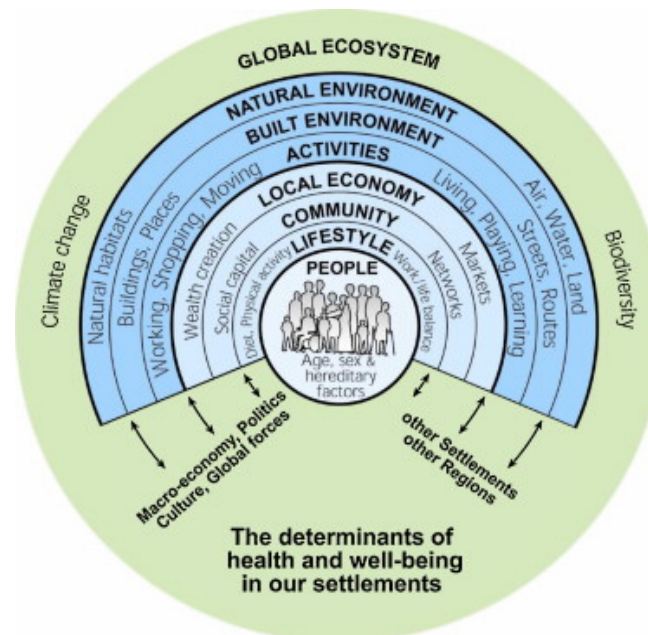 GLOBAL ECOSYSTEM
NATURAL ENVIRONMENT
BUILT ENVIRONMENT
ACTIVITIES
LOCAL ECONOMY
COMMUNITY
LIFESTYLE
PEOPLE
Age, sex &
hereditary
factors
Climate change
Natural habitats
Buildings, Places
Working, Shopping, Moving
Wealth creation
Social capital
Diet, Physical activity
Work/life balance
Networks
Markets
Living, Playing, Learning
Streets, Routes
Air, Water, Land
Biodiversity
Macro-economy, Politics
Culture, Global forces
other Settlements
other Regions
The determinants of
health and well-being
in our settlements